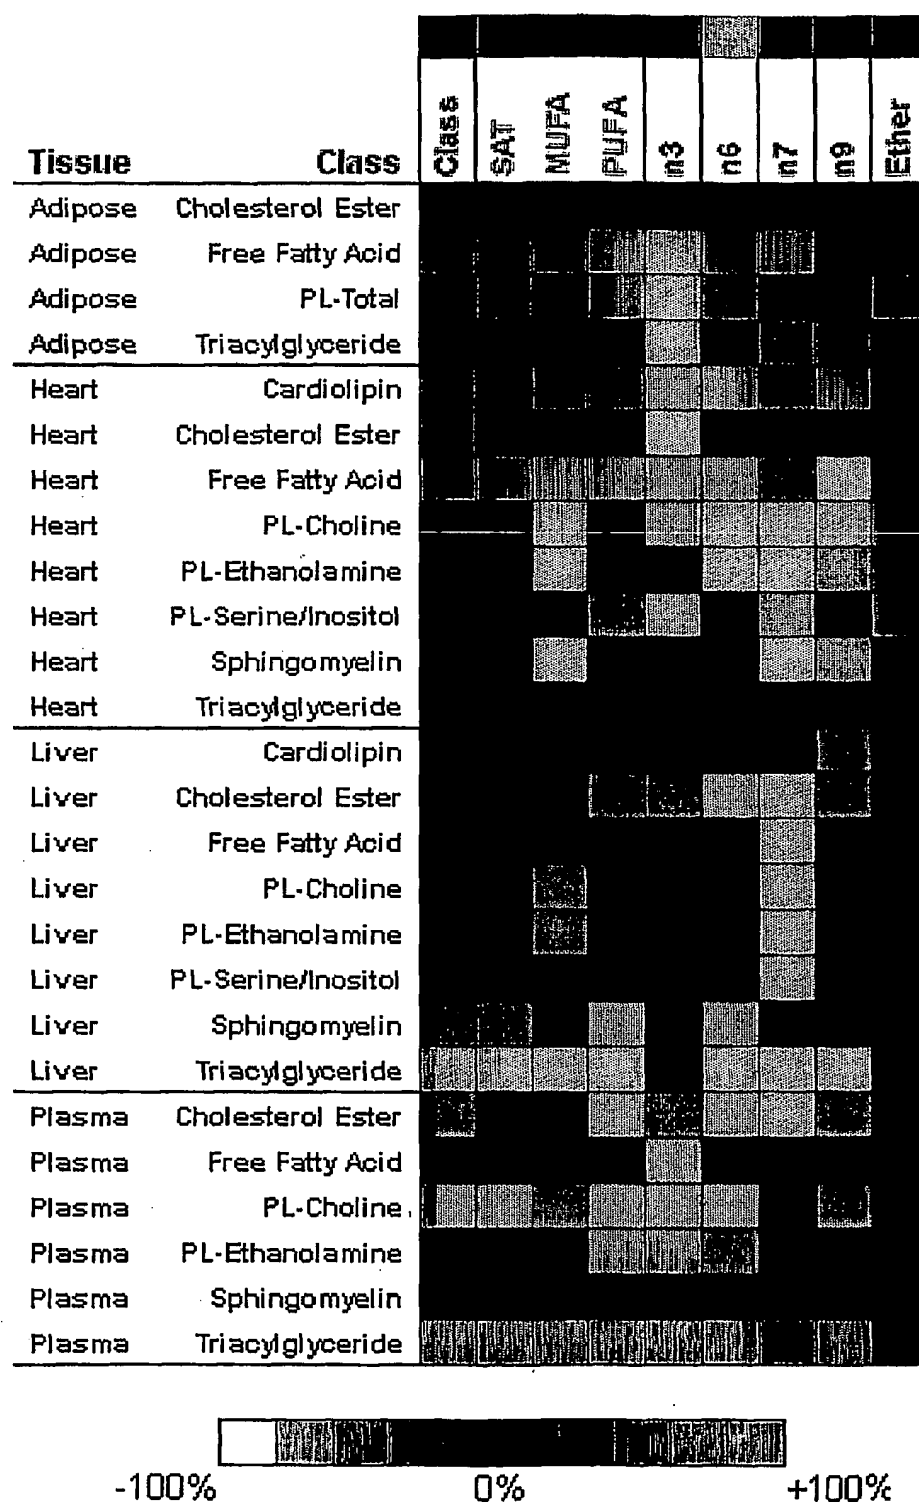 Class SAT MUFA PUFA n3 n6 n7 n9 Ether
Tissue Class
Adipose Cholesterol Ester
Adipose Free Fatty Acid
Adipose PL-Total
Adipose Triacylglyceride
Heart Cardiolipin
Heart Cholesterol Ester
Heart Free Fatty Acid
Heart PL-Choline
Heart PL-Ethanolamine
Heart PL-Serine/Inositol
Heart Sphingomyelin
Heart Triacylglyceride
Liver Cardiolipin
Liver Cholesterol Ester
Liver Free Fatty Acid
Liver PL-Choline
Liver PL-Ethanolamine
Liver PL-Serine/Inositol
Liver Sphingomyelin
Liver Triacylglyceride
Plasma Cholesterol Ester
Plasma Free Fatty Acid
Plasma PL-Choline
Plasma PL-Ethanolamine
Plasma Sphingomyelin
Plasma Triacylglyceride
-100% 0% +100%